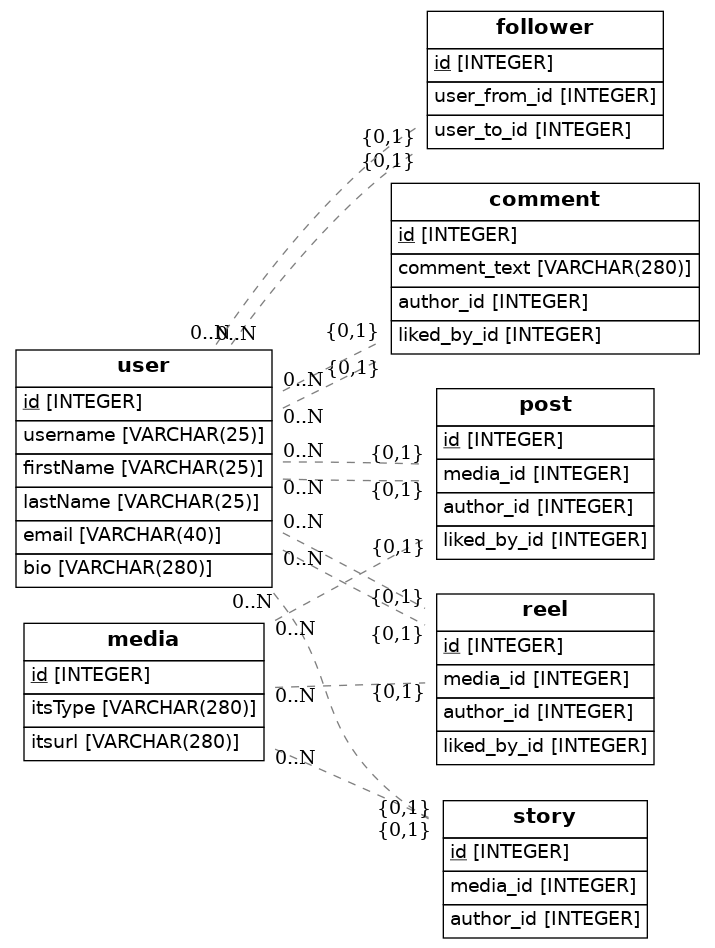 follower
id [INTEGER]
user_from_id [INTEGER]
user_to_id [INTEGER]
{0,1}
{0,1}
0..N
0..N
comment
id [INTEGER]
comment_text [VARCHAR(280)]
author_id [INTEGER]
liked_by_id [INTEGER]
{0,1}
{0,1}
0..N
0..N
user
id [INTEGER]
username [VARCHAR(25)]
firstName [VARCHAR(25)]
lastName [VARCHAR(25)]
email [VARCHAR(40)]
bio [VARCHAR(280)]
0..N
0..N
{0,1}
{0,1}
post
id [INTEGER]
media_id [INTEGER]
author_id [INTEGER]
liked_by_id [INTEGER]
0..N
0..N
{0,1}
0..N
0..N
{0,1}
{0,1}
media
id [INTEGER]
itsType [VARCHAR(280)]
itsurl [VARCHAR(280)]
reel
id [INTEGER]
media_id [INTEGER]
author_id [INTEGER]
liked_by_id [INTEGER]
0..N
{0,1}
0..N
{0,1}
{0,1}
story
id [INTEGER]
media_id [INTEGER]
author_id [INTEGER]